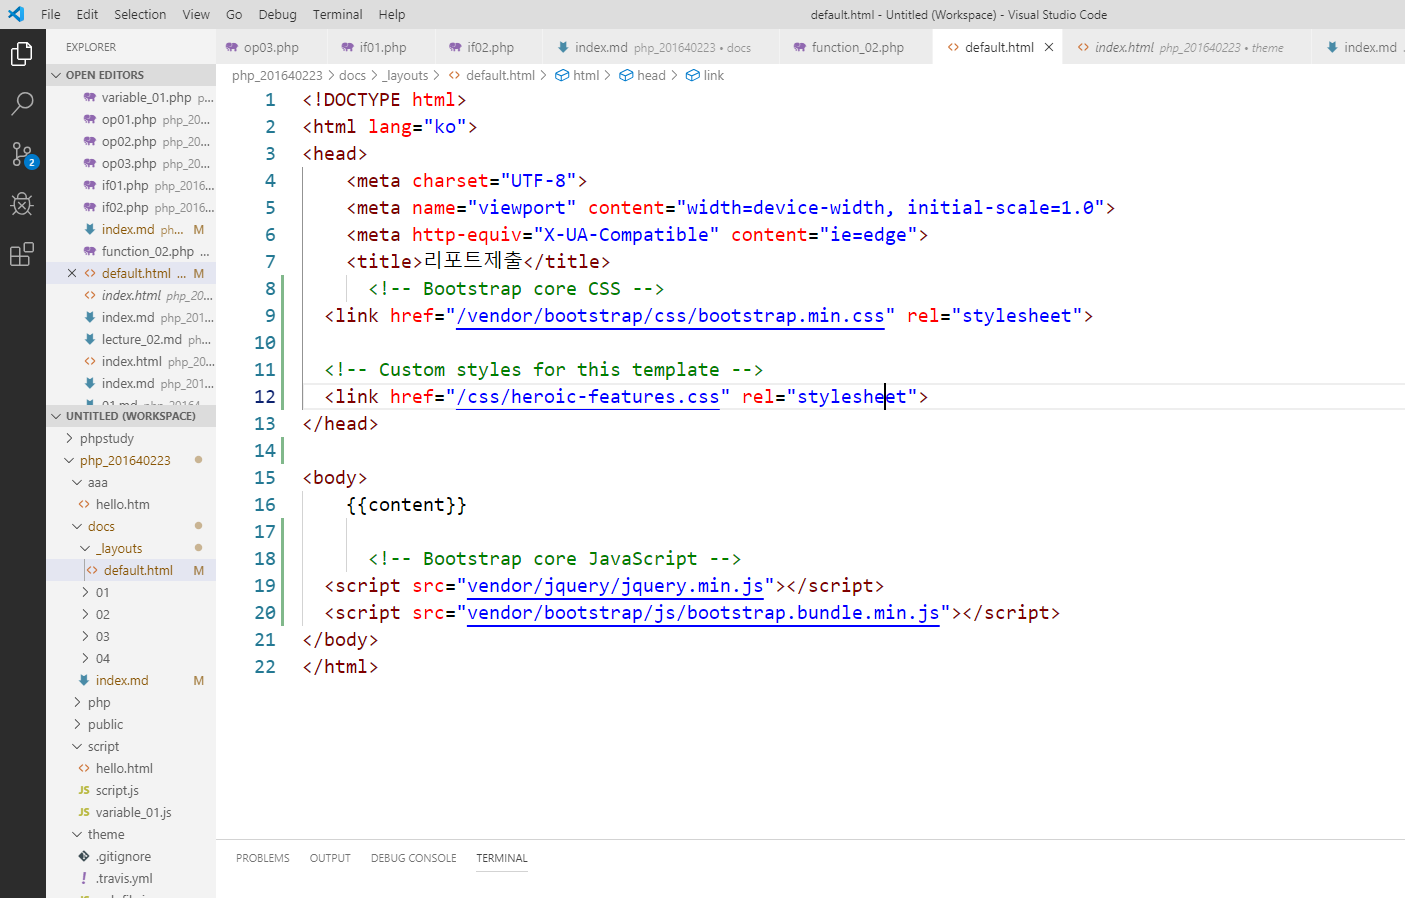 File Edit Selection View Go Debug Terminal Help default.html - Untitled (Workspace) - Visual Studio Code
EXPLORER
op03.php if01.php if02.php index.md php_201640223 • docs function_02.php default.html index.html php_201640223 • theme index.md
OPEN EDITORS
variable_01.php p...
op01.php php_20...
op02.php php_20...
op03.php php_20...
if01.php php_2016...
if02.php php_2016...
index.md ph... M
function_02.php ...
default.html ... M
index.html php_20...
index.md php_201...
lecture_02.md php...
index.html php_20...
index.md php_201...
2
UNTITLED (WORKSPACE)
phpstudy
php_201640223
aaa
hello.htm
docs
_layouts
default.html M
01
02
03
04
index.md M
php
public
script
hello.html
JS script.js
JS variable_01.js
theme
.gitignore
! .travis.yml
php_201640223 > docs > _layouts > default.html > html > head > link
1 <!DOCTYPE html>
2 <html lang="ko">
3 <head>
4 <meta charset="UTF-8">
5 <meta name="viewport" content="width=device-width, initial-scale=1.0">
6 <meta http-equiv="X-UA-Compatible" content="ie=edge">
7 <title>리포트제출</title>
8 <!-- Bootstrap core CSS -->
9 <link href="/vendor/bootstrap/css/bootstrap.min.css" rel="stylesheet">
10
11 <!-- Custom styles for this template -->
12 <link href="/css/heroic-features.css" rel="stylesheet">
13 </head>
14
15 <body>
16 {{content}}
17
18 <!-- Bootstrap core JavaScript -->
19 <script src="vendor/jquery/jquery.min.js"></script>
20 <script src="vendor/bootstrap/js/bootstrap.bundle.min.js"></script>
21 </body>
22 </html>
PROBLEMS OUTPUT DEBUG CONSOLE TERMINAL